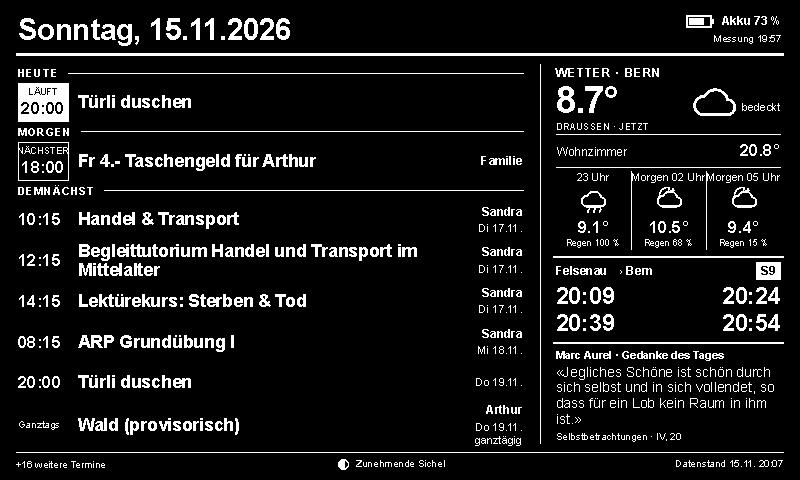 Sonntag, 15.11.2026
Akku 73 %
Messung 19:57
HEUTE
LÄUFT
20:00
Türli duschen
MORGEN
NÄCHSTER
18:00
Fr 4.- Taschengeld für Arthur
Familie
DEMNÄCHST
10:15
Handel & Transport
Sandra
Di 17.11.
12:15
Begleittutorium Handel und Transport im
Mittelalter
Sandra
Di 17.11.
14:15
Lektürekurs: Sterben & Tod
Sandra
Di 17.11.
08:15
ARP Grundübung I
Sandra
Mi 18.11.
20:00
Türli duschen
Do 19.11.
Ganztags
Wald (provisorisch)
Arthur
Do 19.11.
ganztägig
WETTER · BERN
8.7°
bedeckt
DRAUSSEN · JETZT
Wohnzimmer
20.8°
23 Uhr
Morgen 02 Uhr
Morgen 05 Uhr
9.1°
10.5°
9.4°
Regen 100 %
Regen 68 %
Regen 15 %
Felsenau → Bern
S9
20:09
20:24
20:39
20:54
Marc Aurel · Gedanke des Tages
«Jegliches Schöne ist schön durch
sich selbst und in sich vollendet, so
dass für ein Lob kein Raum in ihm
ist.»
Selbstbetrachtungen · IV, 20
+16 weitere Termine
Zunehmende Sichel
Datenstand 15.11. 20:07